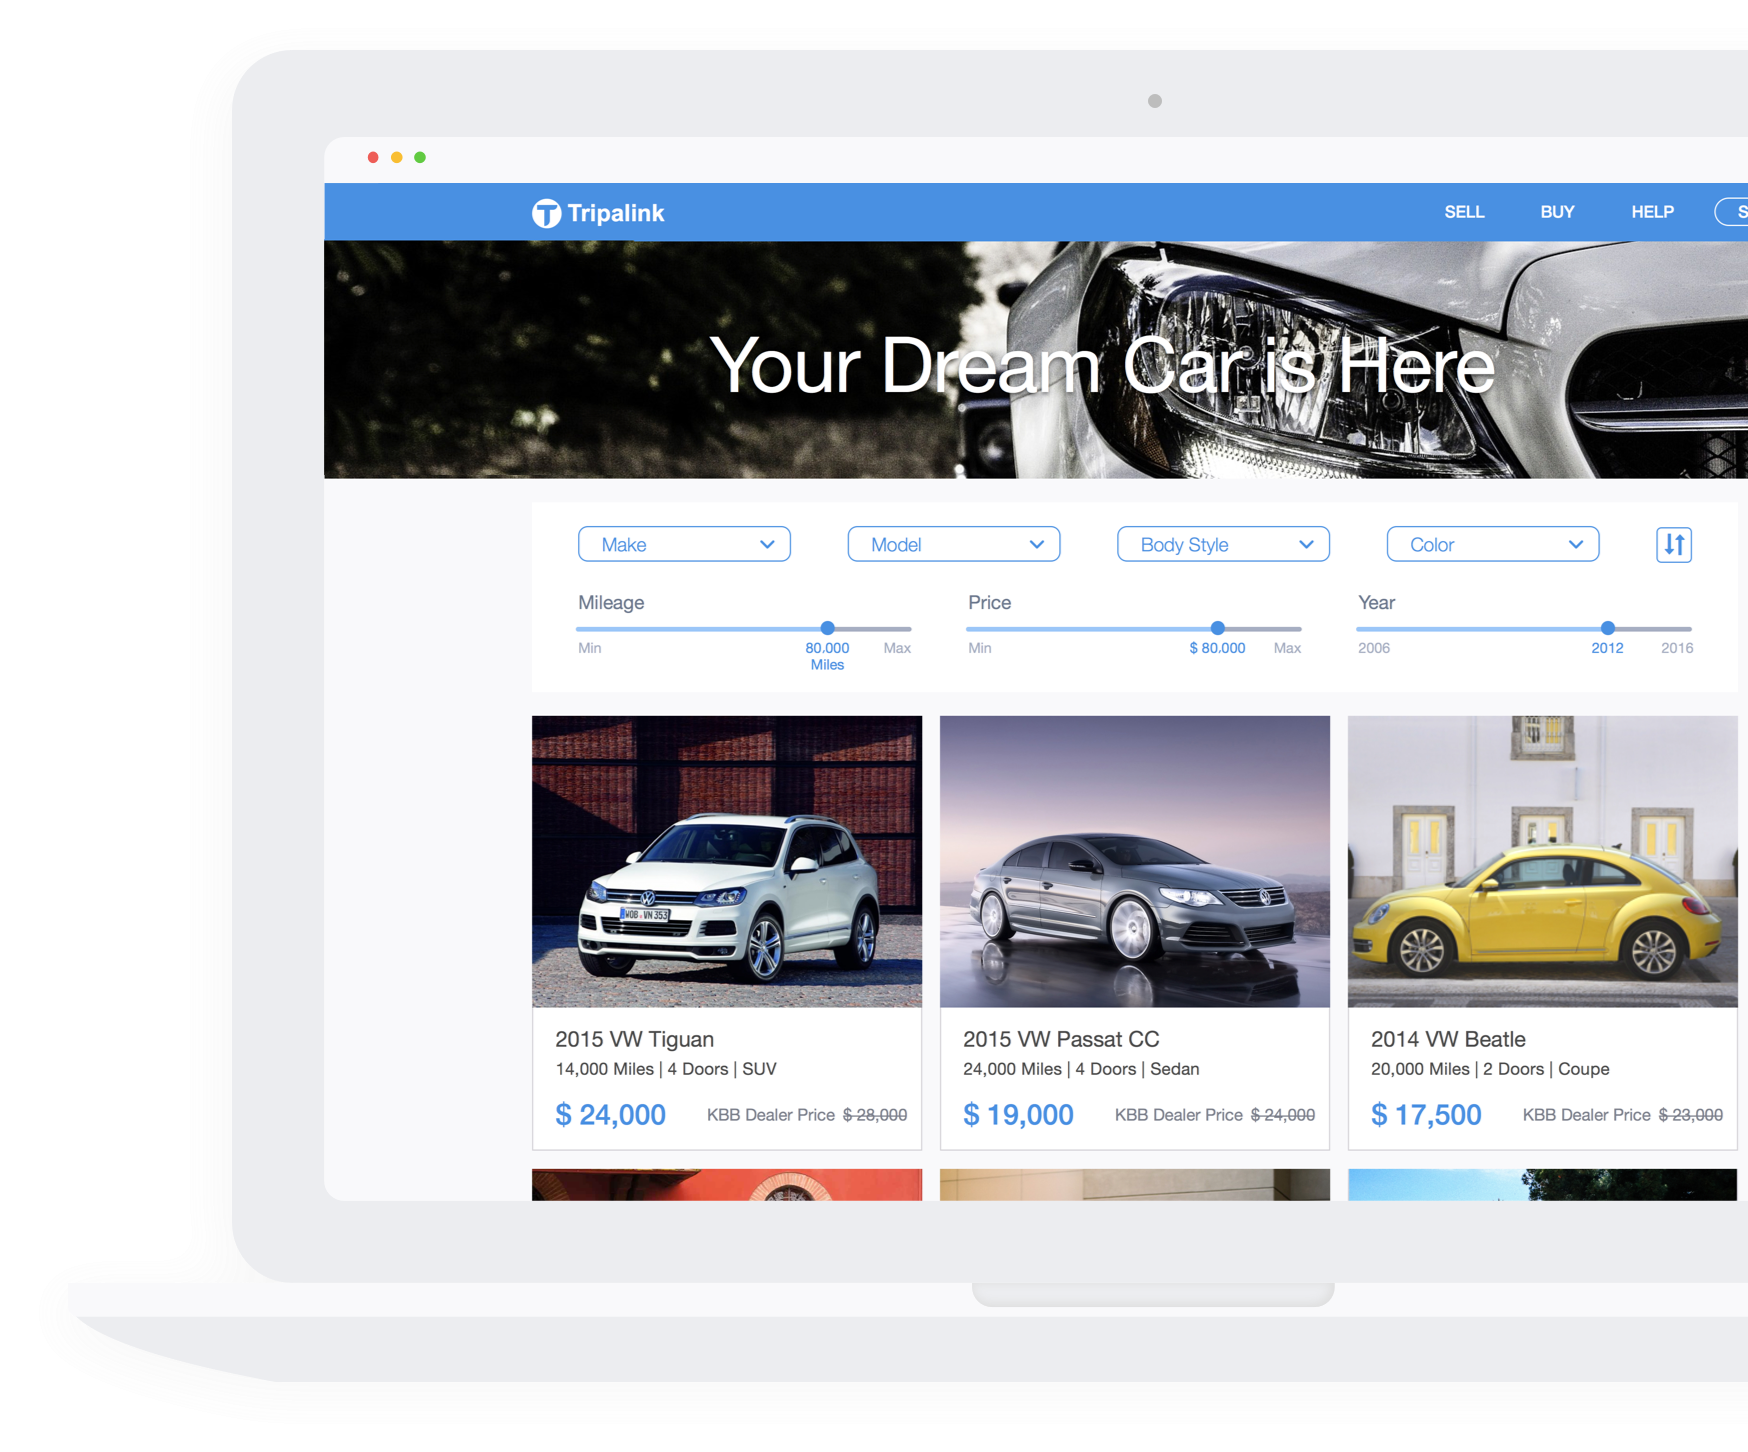 Tripalink
SELL BUY HELP S
Your Dream Car is Here
Make Model Body Style Color
Mileage Price Year
Min 80,000 Miles Max Min $ 80,000 Max 2006 2012 2016
WOB VN 353
2015 VW Tiguan
14,000 Miles | 4 Doors | SUV
$ 24,000 KBB Dealer Price $ 28,000
2015 VW Passat CC
24,000 Miles | 4 Doors | Sedan
$ 19,000 KBB Dealer Price $ 24,000
2014 VW Beatle
20,000 Miles | 2 Doors | Coupe
$ 17,500 KBB Dealer Price $ 23,000